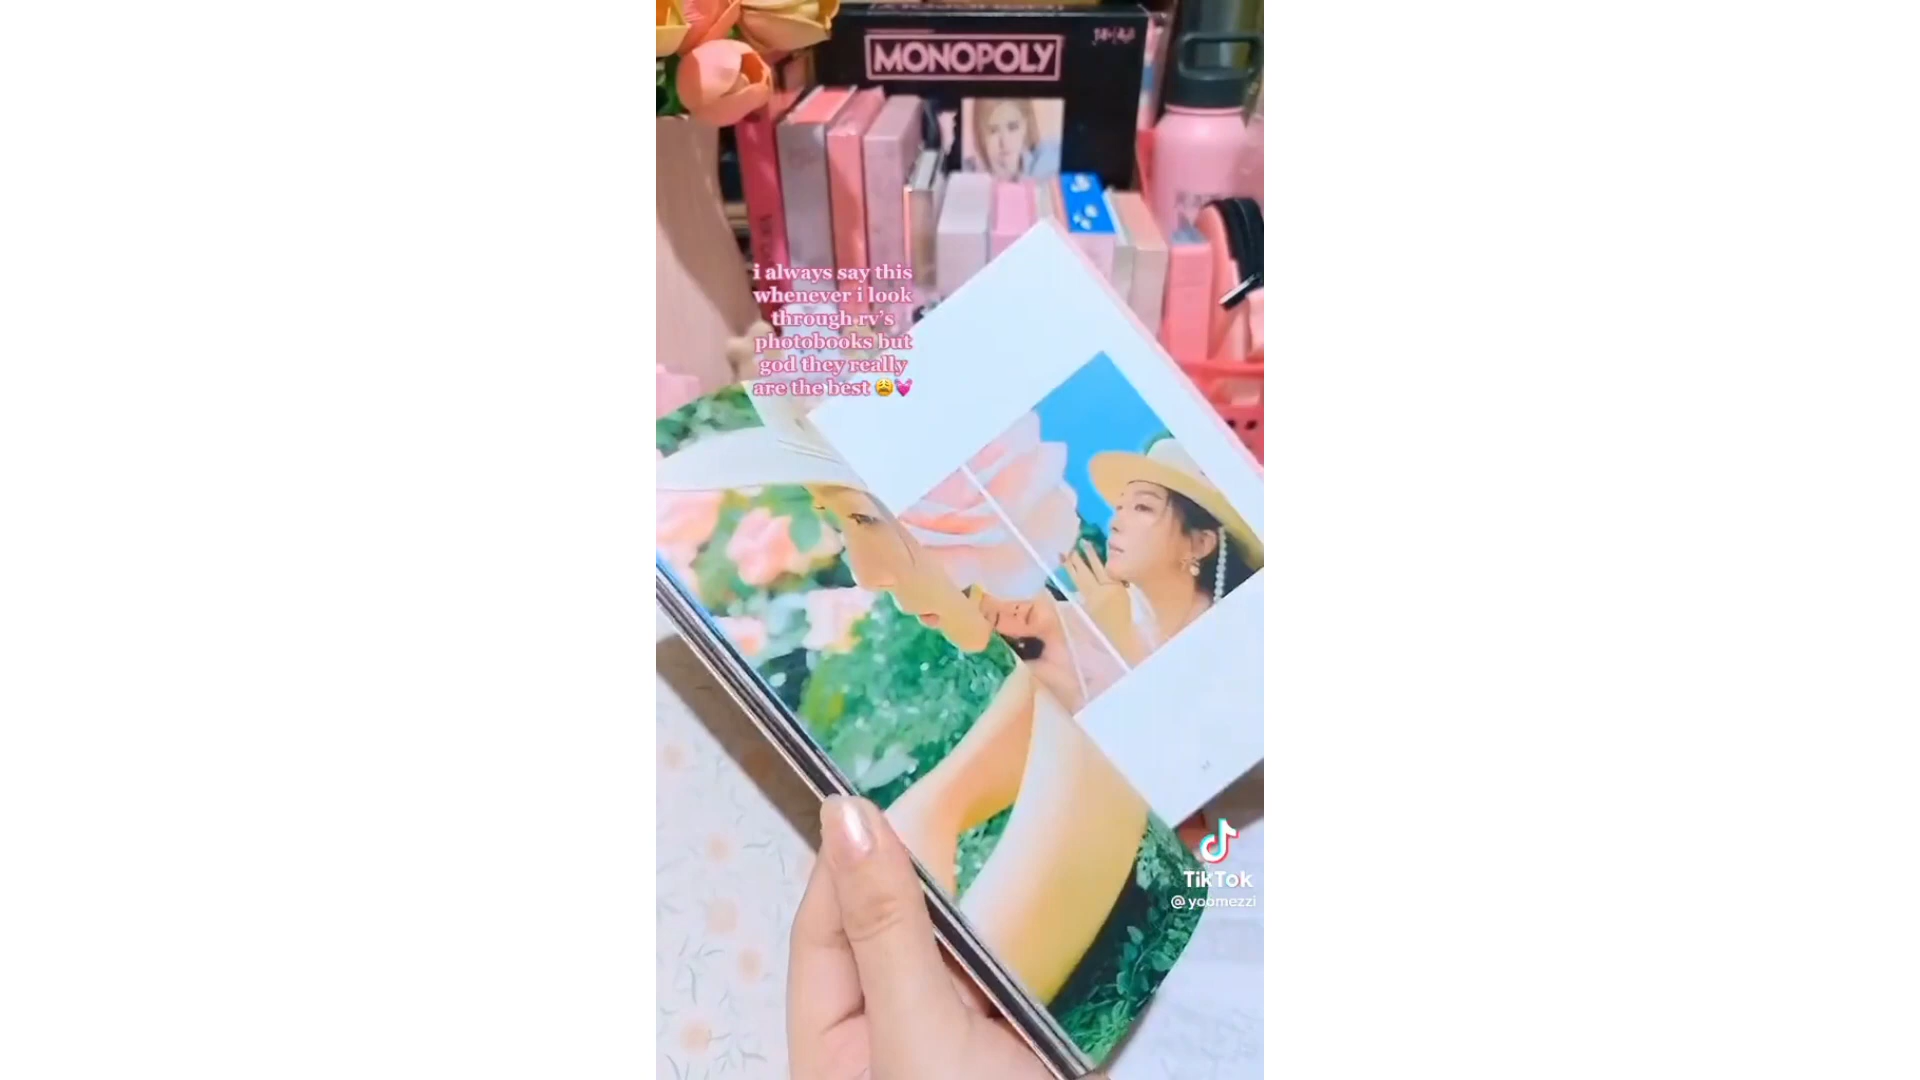 MONOPOLY
i always say this
whenever i look
through rv's
photobooks but
god they really
are the best 😩💓
TikTok
@yoomezzi